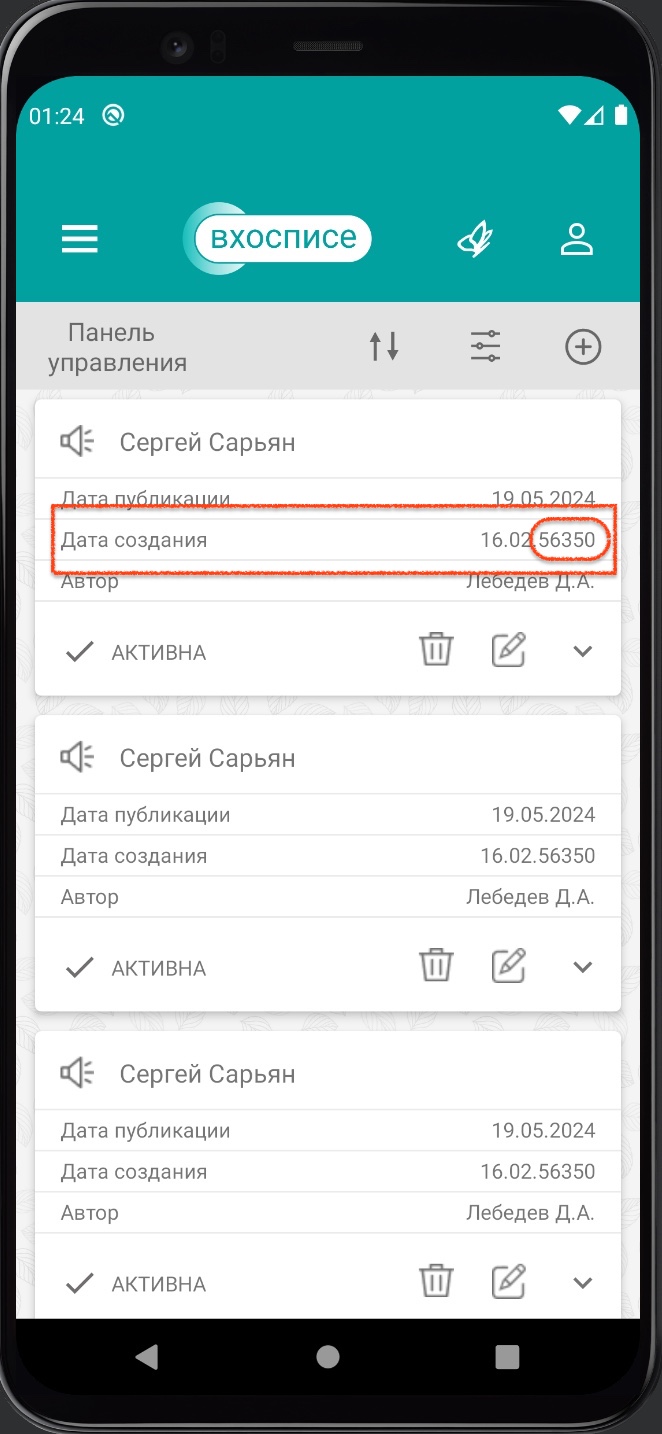 01:24
вхосписе
Панель
управления
Сергей Сарьян
Дата публикации 19.05.2024
Дата создания 16.02.56350
Автор Лебедев Д.А.
АКТИВНА
Сергей Сарьян
Дата публикации 19.05.2024
Дата создания 16.02.56350
Автор Лебедев Д.А.
АКТИВНА
Сергей Сарьян
Дата публикации 19.05.2024
Дата создания 16.02.56350
Автор Лебедев Д.А.
АКТИВНА